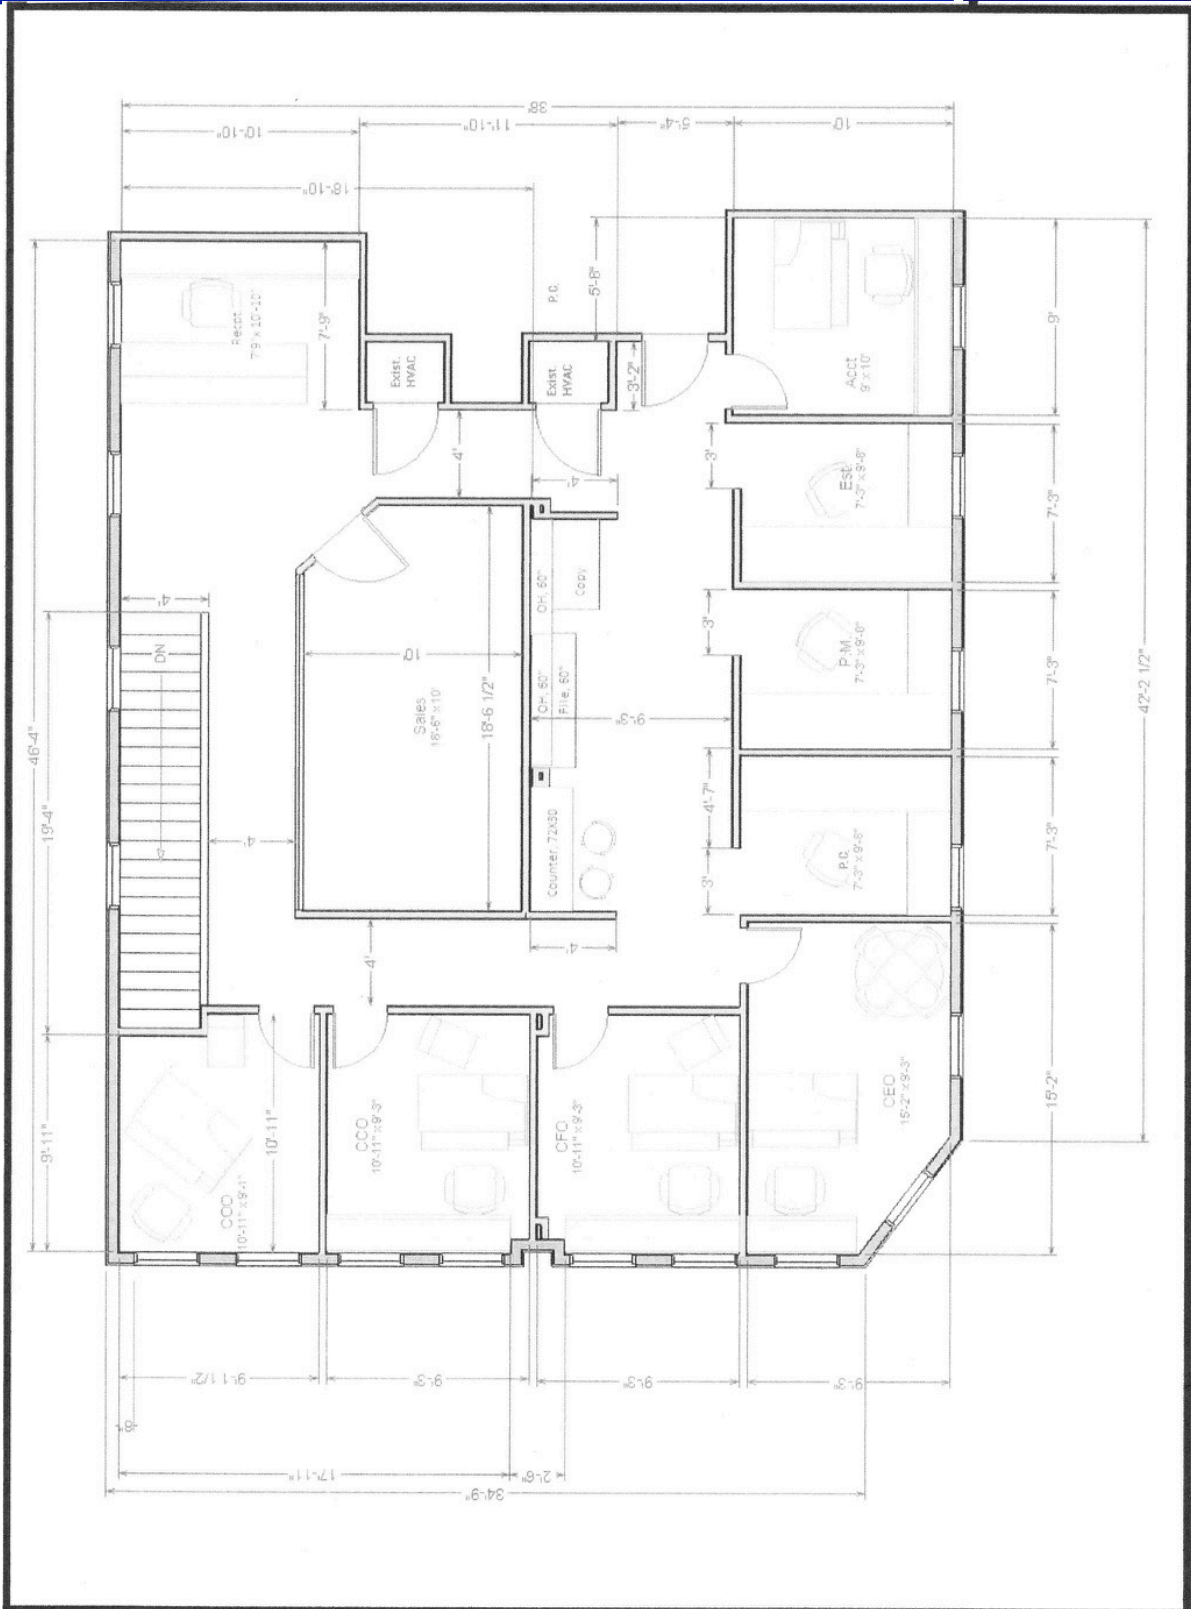 38'
10'-10"
11'-10"
5'-4"
10'
18'-10"
46'-4"
19'-4"
9'-11"
Recpt.
7'9" x 10'-10"
7'-9"
Exist.
HVAC
P.C.
Exist.
HVAC
5'-8"
3'-2"
Acct
9' x 10'
9'
42'-2 1/2"
4'
4'
3'
Est.
7'-3" x 9'-8"
7'-3"
4'
DN
4'
Sales
18'-6" x 10'
10'
18'-6 1/2"
OH, 60"
Copy
OH, 60"
File, 60"
9'-3"
Counter, 72X30
3'
P.M.
7'-3" x 9'-8"
7'-3"
4'-7"
3'
P.C.
7'-3" x 9'-8"
7'-3"
4'
4'
COO
10'-11" x 9'-1"
10'-11"
CCO
10'-11" x 9'-3"
CFO
10'-11" x 9'-3"
CEO
15'-2" x 9'-3"
15'-2"
9'-1 1/2"
9'-3"
9'-3"
9'-3"
8"
17'-11"
2'-6"
34'-9"